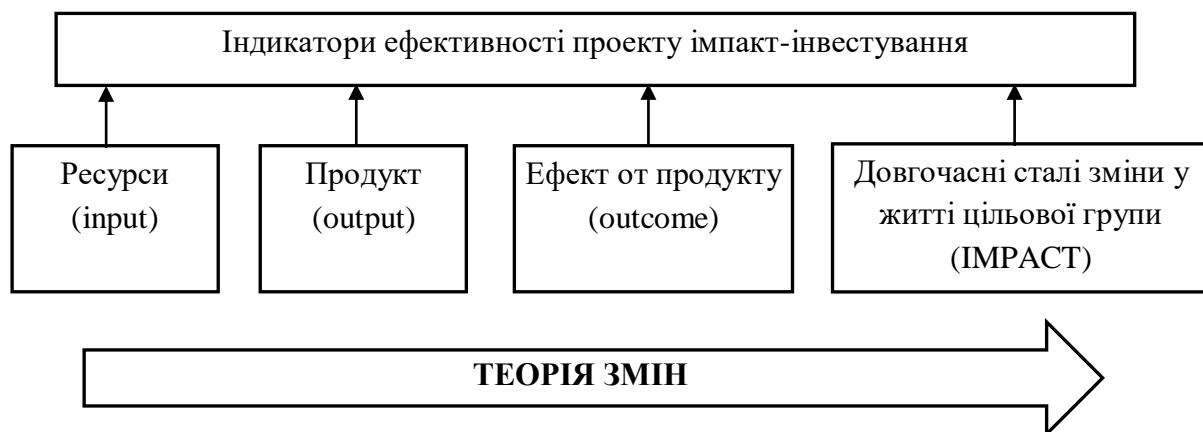 Індикатори ефективності проекту імпакт-інвестування
Ресурси
(input)
Продукт
(output)
Ефект от продукту
(outcome)
Довгочасні сталі зміни у
житті цільової групи
(IMPACT)
ТЕОРІЯ ЗМІН